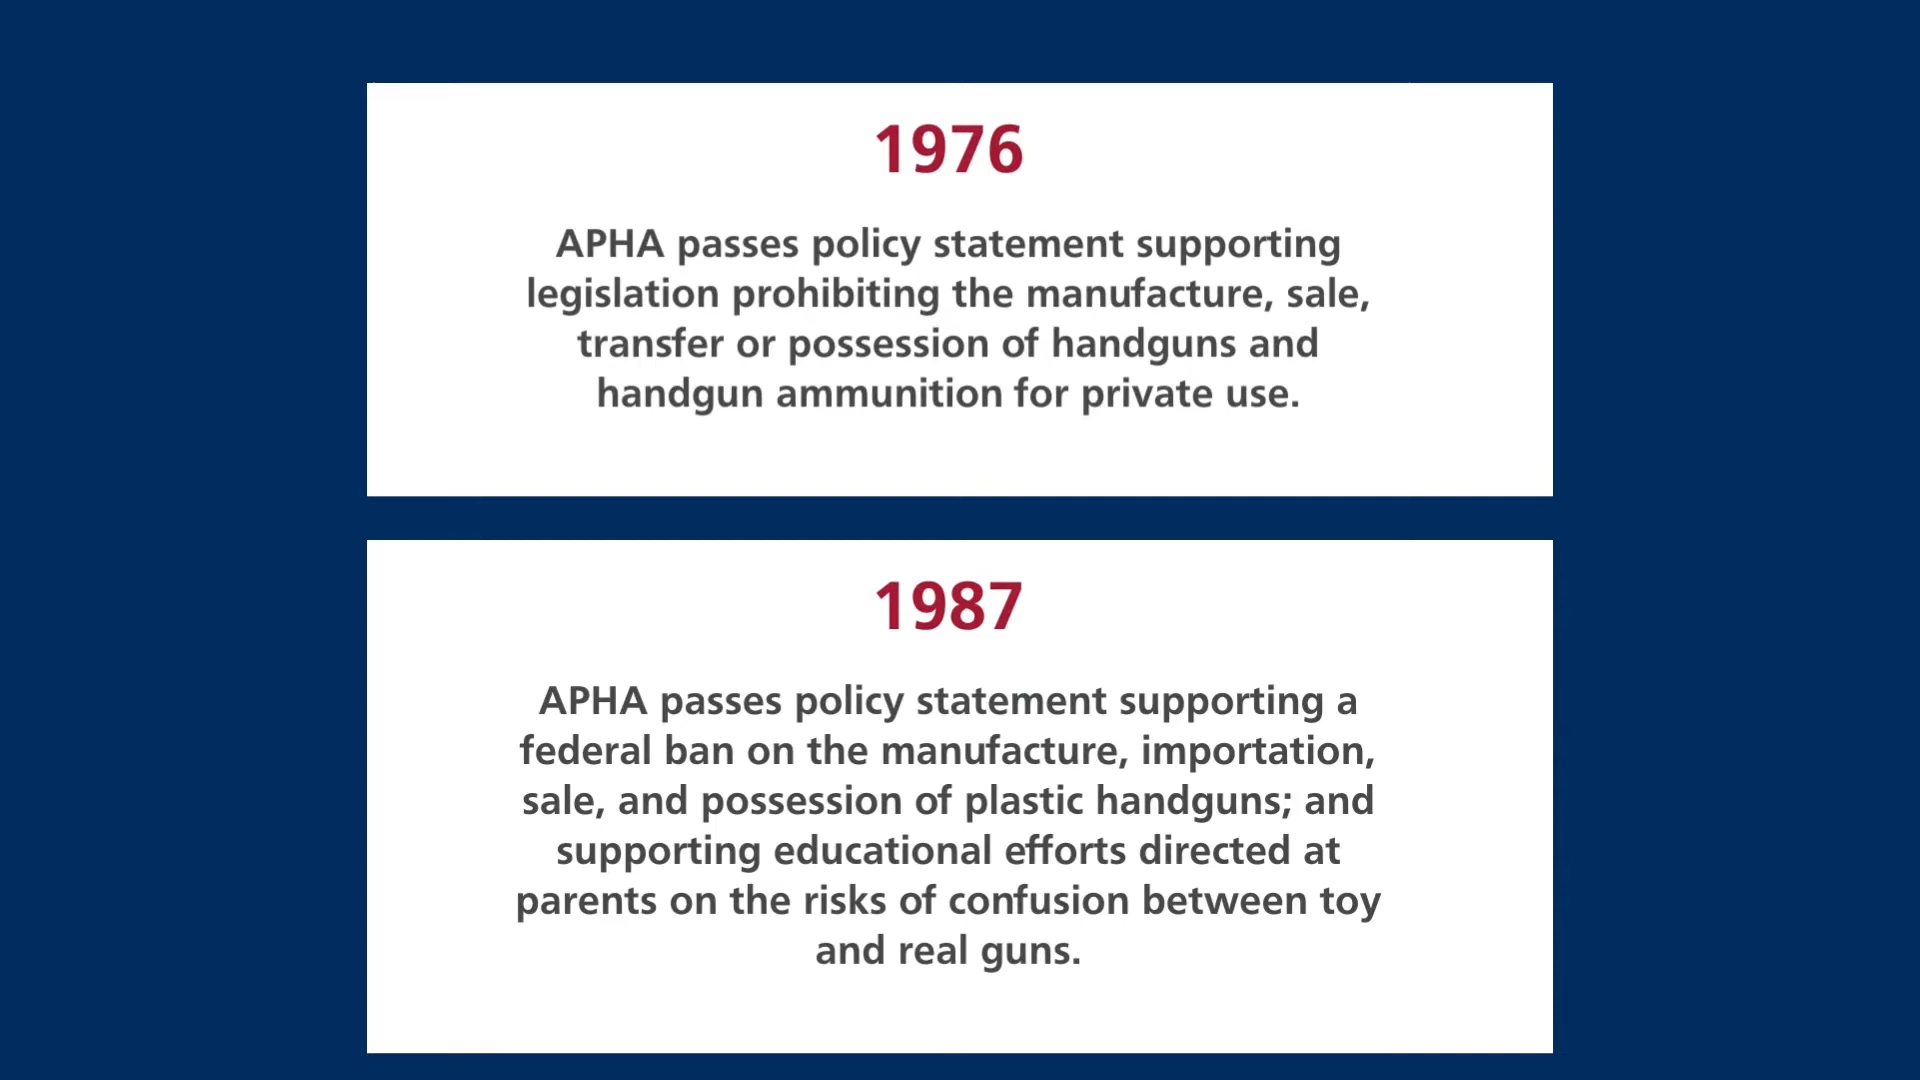 1976
APHA passes policy statement supporting
legislation prohibiting the manufacture, sale,
transfer or possession of handguns and
handgun ammunition for private use.
1987
APHA passes policy statement supporting a
federal ban on the manufacture, importation,
sale, and possession of plastic handguns; and
supporting educational efforts directed at
parents on the risks of confusion between toy
and real guns.